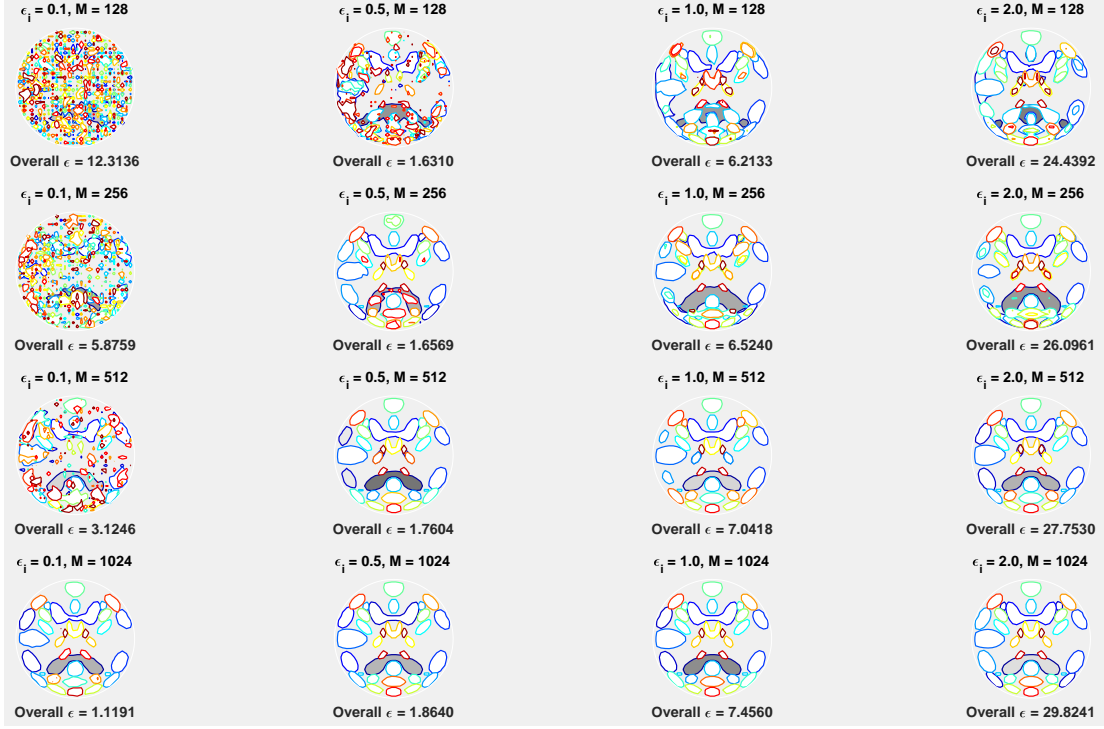 ϵi = 0.1, M = 128
ϵi = 0.5, M = 128
ϵi = 1.0, M = 128
ϵi = 2.0, M = 128
Overall ϵ = 12.3136
Overall ϵ = 1.6310
Overall ϵ = 6.2133
Overall ϵ = 24.4392
ϵi = 0.1, M = 256
ϵi = 0.5, M = 256
ϵi = 1.0, M = 256
ϵi = 2.0, M = 256
Overall ϵ = 5.8759
Overall ϵ = 1.6569
Overall ϵ = 6.5240
Overall ϵ = 26.0961
ϵi = 0.1, M = 512
ϵi = 0.5, M = 512
ϵi = 1.0, M = 512
ϵi = 2.0, M = 512
Overall ϵ = 3.1246
Overall ϵ = 1.7604
Overall ϵ = 7.0418
Overall ϵ = 27.7530
ϵi = 0.1, M = 1024
ϵi = 0.5, M = 1024
ϵi = 1.0, M = 1024
ϵi = 2.0, M = 1024
Overall ϵ = 1.1191
Overall ϵ = 1.8640
Overall ϵ = 7.4560
Overall ϵ = 29.8241